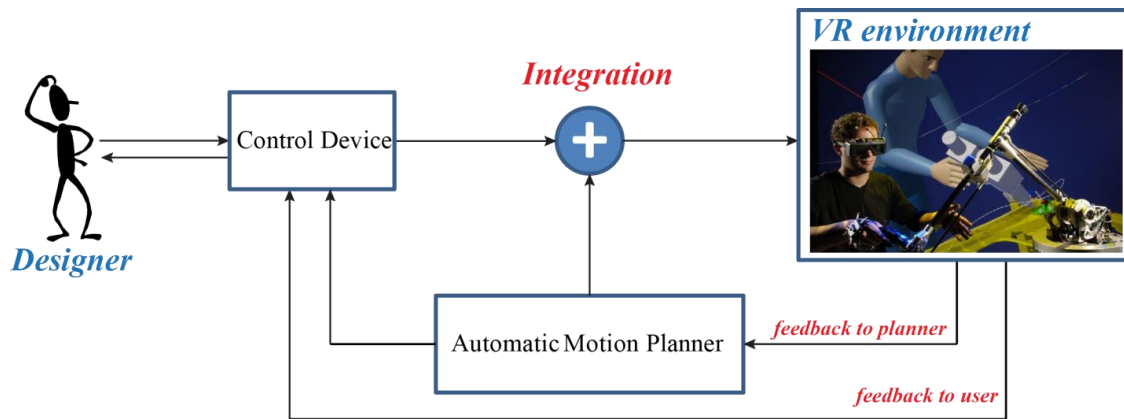 VR environment
Integration
Control Device
Designer
Automatic Motion Planner
feedback to planner
feedback to user